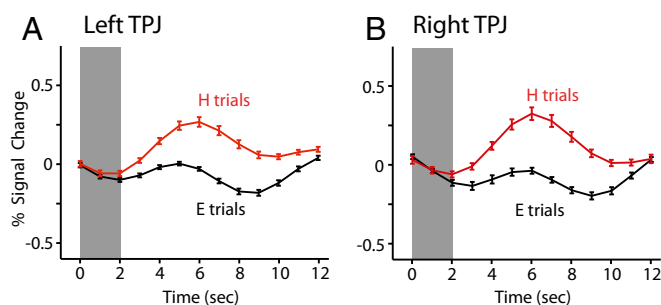 A Left TPJ
% Signal Change
0.5
0
-0.5
H trials
E trials
0 2 4 6 8 10 12
Time (sec)
B Right TPJ
0.5
0
-0.5
H trials
E trials
0 2 4 6 8 10 12
Time (sec)